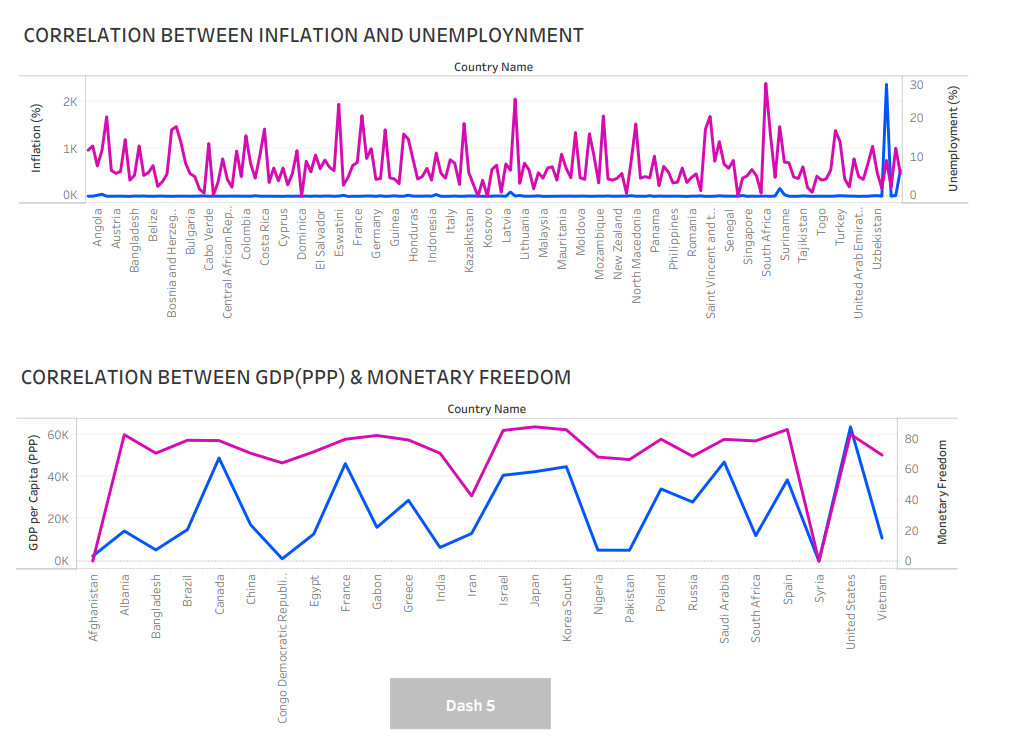 CORRELATION BETWEEN INFLATION AND UNEMPLOYNMENT
Country Name
Inflation (%)
2K
1K
0K
30
20
10
0
Unemployment (%)
Angola
Austria
Bangladesh
Belize
Bosnia and Herzeg..
Bulgaria
Cabo Verde
Central African Rep..
Colombia
Costa Rica
Cyprus
Dominica
El Salvador
Eswatini
France
Germany
Guinea
Honduras
Indonesia
Italy
Kazakhstan
Kosovo
Latvia
Lithuania
Malaysia
Mauritania
Moldova
Mozambique
New Zealand
North Macedonia
Panama
Philippines
Romania
Saint Vincent and..
Senegal
Singapore
South Africa
Suriname
Tajikistan
Togo
Turkey
United Arab Emirat..
Uzbekistan
CORRELATION BETWEEN GDP(PPP) & MONETARY FREEDOM
Country Name
GDP per Capita (PPP)
60K
40K
20K
0K
80
60
40
20
0
Monetary Freedom
Afghanistan
Albania
Bangladesh
Brazil
Canada
China
Congo Democratic Republi..
Egypt
France
Gabon
Greece
India
Iran
Israel
Japan
Korea South
Nigeria
Pakistan
Poland
Russia
Saudi Arabia
South Africa
Spain
Syria
United States
Vietnam
Dash 5